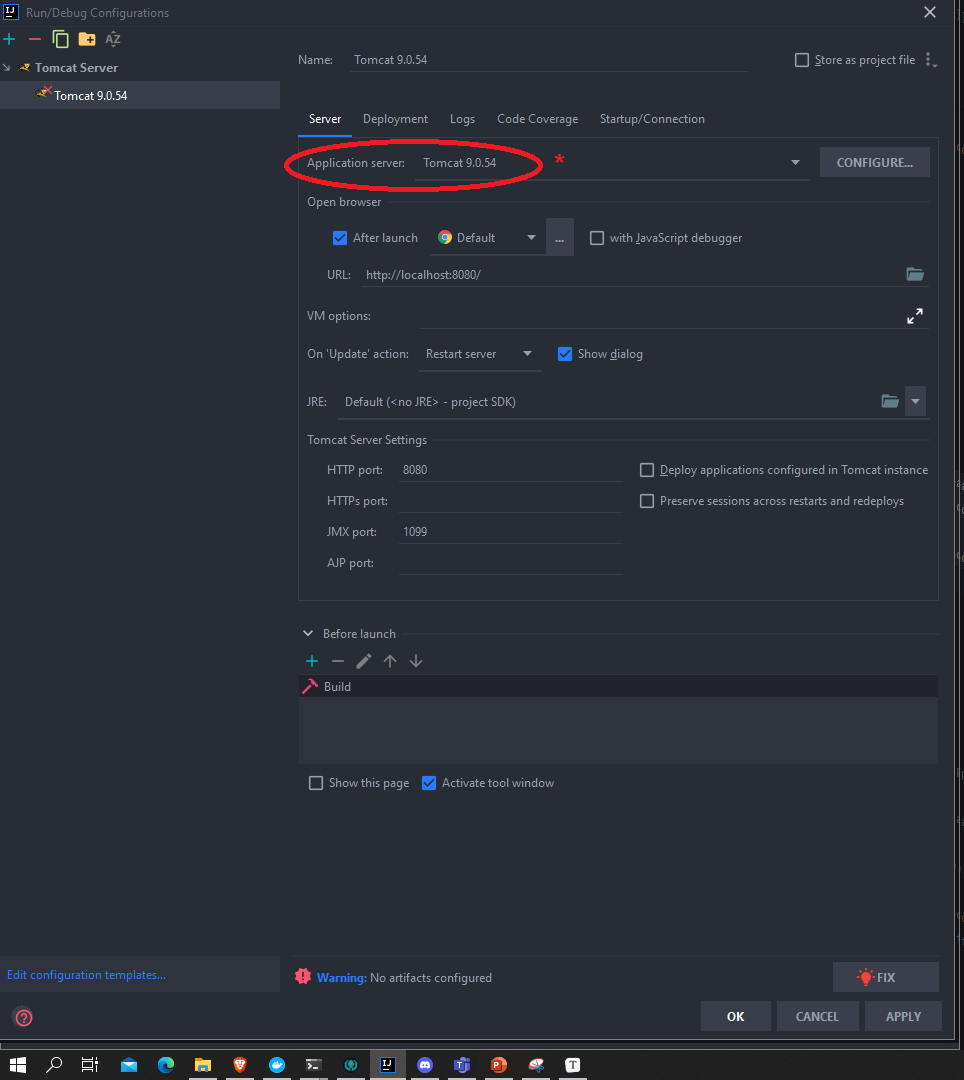 Run/Debug Configurations
Tomcat Server
Tomcat 9.0.54
Name: Tomcat 9.0.54
Store as project file
Server Deployment Logs Code Coverage Startup/Connection
Application server: Tomcat 9.0.54 *
CONFIGURE...
Open browser
After launch Default ... with JavaScript debugger
URL: http://localhost:8080/
VM options:
On 'Update' action: Restart server Show dialog
JRE: Default (<no JRE> - project SDK)
Tomcat Server Settings
HTTP port: 8080 Deploy applications configured in Tomcat instance
HTTPs port: Preserve sessions across restarts and redeploys
JMX port: 1099
AJP port:
Before launch
Build
Show this page Activate tool window
Edit configuration templates...
Warning: No artifacts configured
FIX
OK CANCEL APPLY